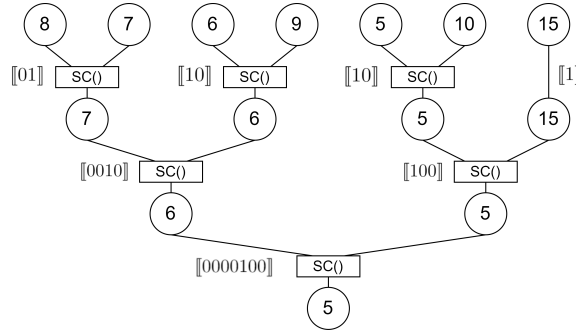 8 7 6 9 5 10 15
⟦01⟧ SC() ⟦10⟧ SC() ⟦10⟧ SC() ⟦1
7 6 5 15
⟦0010⟧ SC() ⟦100⟧ SC()
6 5
⟦0000100⟧ SC()
5